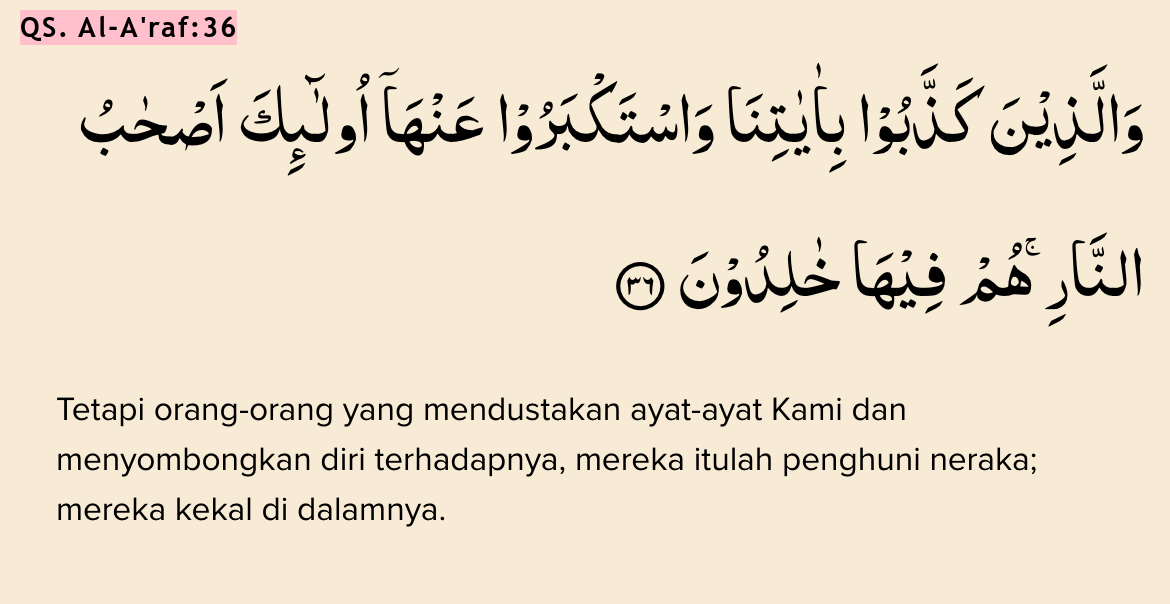 QS. Al-A'raf:36
وَالَّذِيْنَ كَذَّبُوْا بِاٰيٰتِنَا وَاسْتَكْبَرُوْا عَنْهَآ اُولٰۤىِٕكَ اَصْحٰبُ
النَّارِۚ هُمْ فِيْهَا خٰلِدُوْنَ ٣٦
Tetapi orang-orang yang mendustakan ayat-ayat Kami dan
menyombongkan diri terhadapnya, mereka itulah penghuni neraka;
mereka kekal di dalamnya.